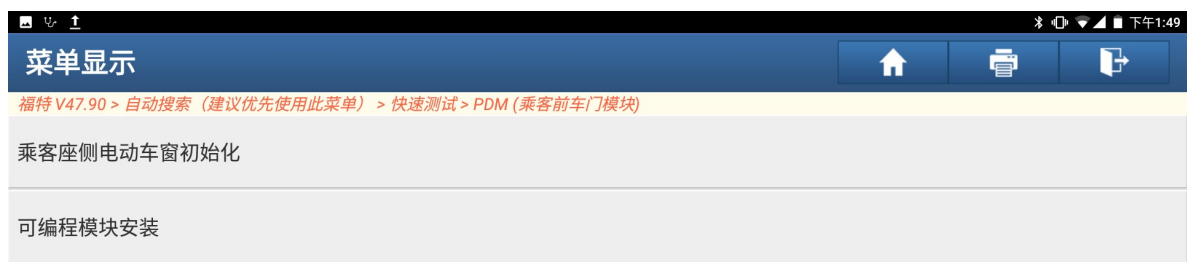 下午1:49
菜单显示
福特 V47.90 > 自动搜索（建议优先使用此菜单） > 快速测试 > PDM (乘客前车门模块)
乘客座侧电动车窗初始化
可编程模块安装